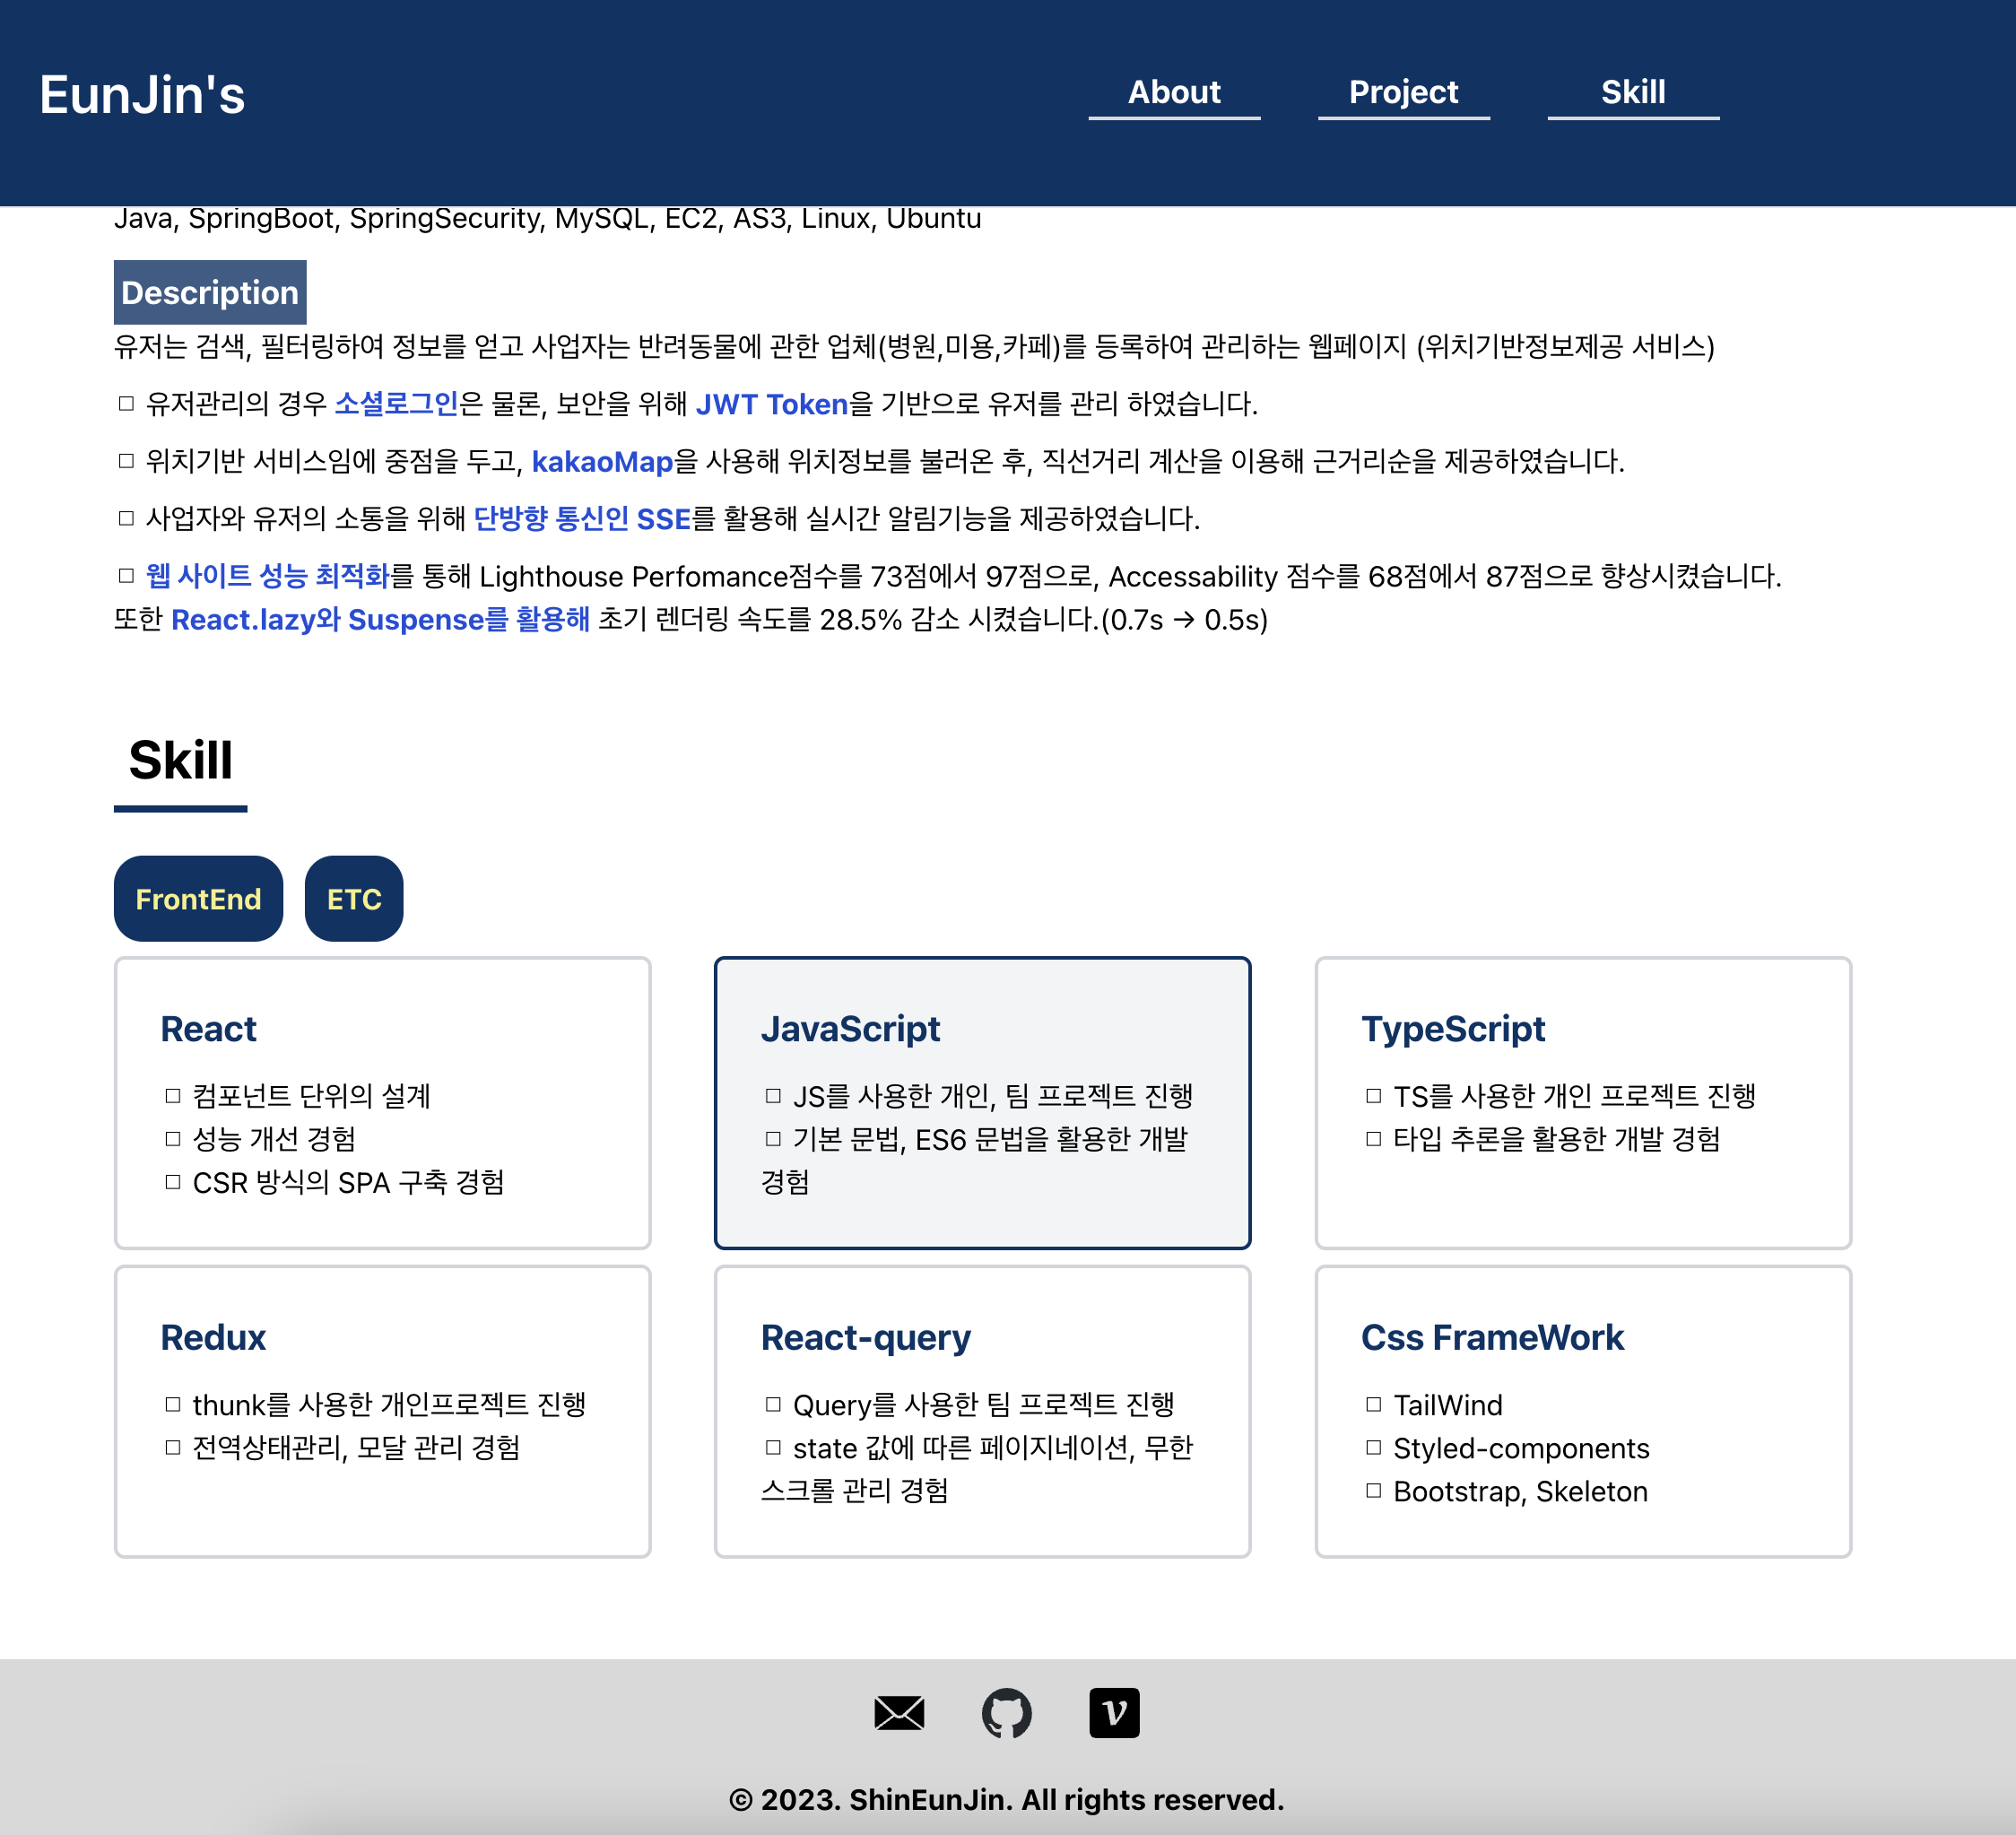 EunJin's
About
Project
Skill
Java, SpringBoot, SpringSecurity, MySQL, EC2, AS3, Linux, Ubuntu
Description
유저는 검색, 필터링하여 정보를 얻고 사업자는 반려동물에 관한 업체(병원,미용,카페)를 등록하여 관리하는 웹페이지 (위치기반정보제공 서비스)
◽ 유저관리의 경우 소셜로그인은 물론, 보안을 위해 JWT Token을 기반으로 유저를 관리 하였습니다.
◽ 위치기반 서비스임에 중점을 두고, kakaoMap을 사용해 위치정보를 불러온 후, 직선거리 계산을 이용해 근거리순을 제공하였습니다.
◽ 사업자와 유저의 소통을 위해 단방향 통신인 SSE를 활용해 실시간 알림기능을 제공하였습니다.
◽ 웹 사이트 성능 최적화를 통해 Lighthouse Perfomance점수를 73점에서 97점으로, Accessability 점수를 68점에서 87점으로 향상시켰습니다.
또한 React.lazy와 Suspense를 활용해 초기 렌더링 속도를 28.5% 감소 시켰습니다.(0.7s → 0.5s)
Skill
FrontEnd
ETC
React
◽ 컴포넌트 단위의 설계
◽ 성능 개선 경험
◽ CSR 방식의 SPA 구축 경험
JavaScript
◽ JS를 사용한 개인, 팀 프로젝트 진행
◽ 기본 문법, ES6 문법을 활용한 개발
경험
TypeScript
◽ TS를 사용한 개인 프로젝트 진행
◽ 타입 추론을 활용한 개발 경험
Redux
◽ thunk를 사용한 개인프로젝트 진행
◽ 전역상태관리, 모달 관리 경험
React-query
◽ Query를 사용한 팀 프로젝트 진행
◽ state 값에 따른 페이지네이션, 무한
스크롤 관리 경험
Css FrameWork
◽ TailWind
◽ Styled-components
◽ Bootstrap, Skeleton
v
© 2023. ShinEunJin. All rights reserved.